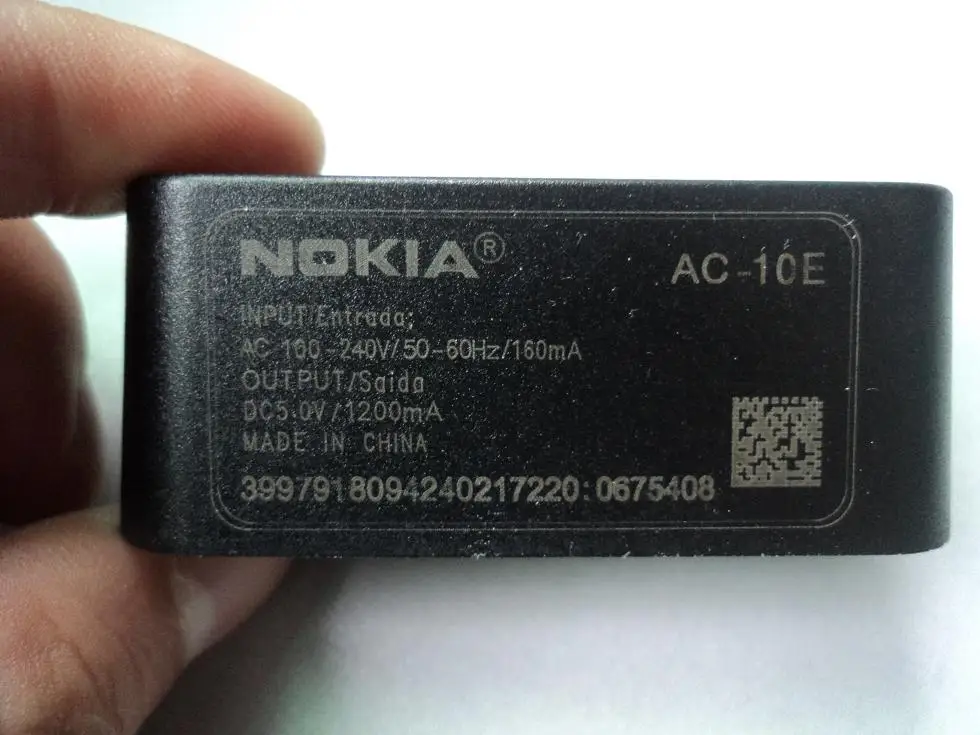 NOKIA®
AC-10E
INPUT/Entrada:
AC 100-240V/50-60Hz/160mA
OUTPUT/Saida
DC5.0V/1200mA
MADE IN CHINA
3997918094240217220:0675408